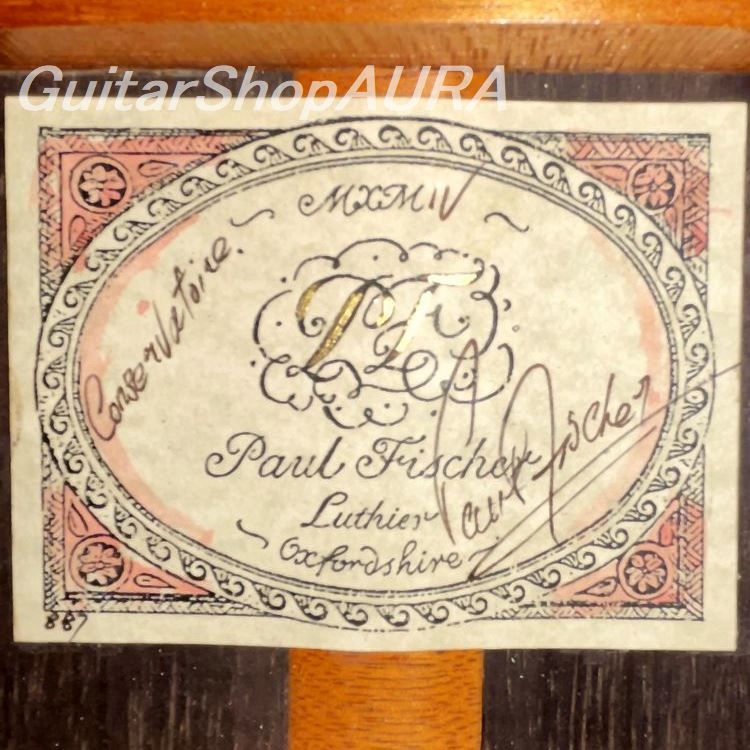 GuitarShopAURA
~ MXMIV ~
Conservatoire.
PF
Paul Fischer
Paul Fischer
Luthier
~ Oxfordshire ~
887